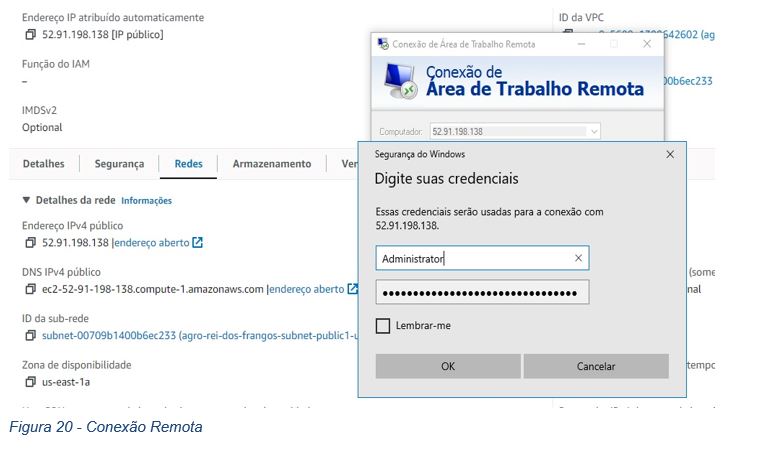 Endereço IP atribuído automaticamente
52.91.198.138 [IP público]
Função do IAM
–
IMDSv2
Optional
ID da VPC
(agr
Conexão de Área de Trabalho Remota
Conexão de
Área de Trabalho Remota
Computador:
52.91.198.138
00b6ec233
Segurança do Windows
Digite suas credenciais
Essas credenciais serão usadas para a conexão com
52.91.198.138.
Administrator
Lembrar-me
OK
Cancelar
Detalhes
Segurança
Redes
Armazenamento
Ver
Detalhes da rede
Informações
Endereço IPv4 público
52.91.198.138 |endereço aberto
DNS IPv4 público
ec2-52-91-198-138.compute-1.amazonaws.com |endereço aberto
ID da sub-rede
subnet-00709b1400b6ec233 (agro-rei-dos-frangos-subnet-public1-u
Zona de disponibilidade
us-east-1a
(some
nal
tempo
Figura 20 - Conexão Remota